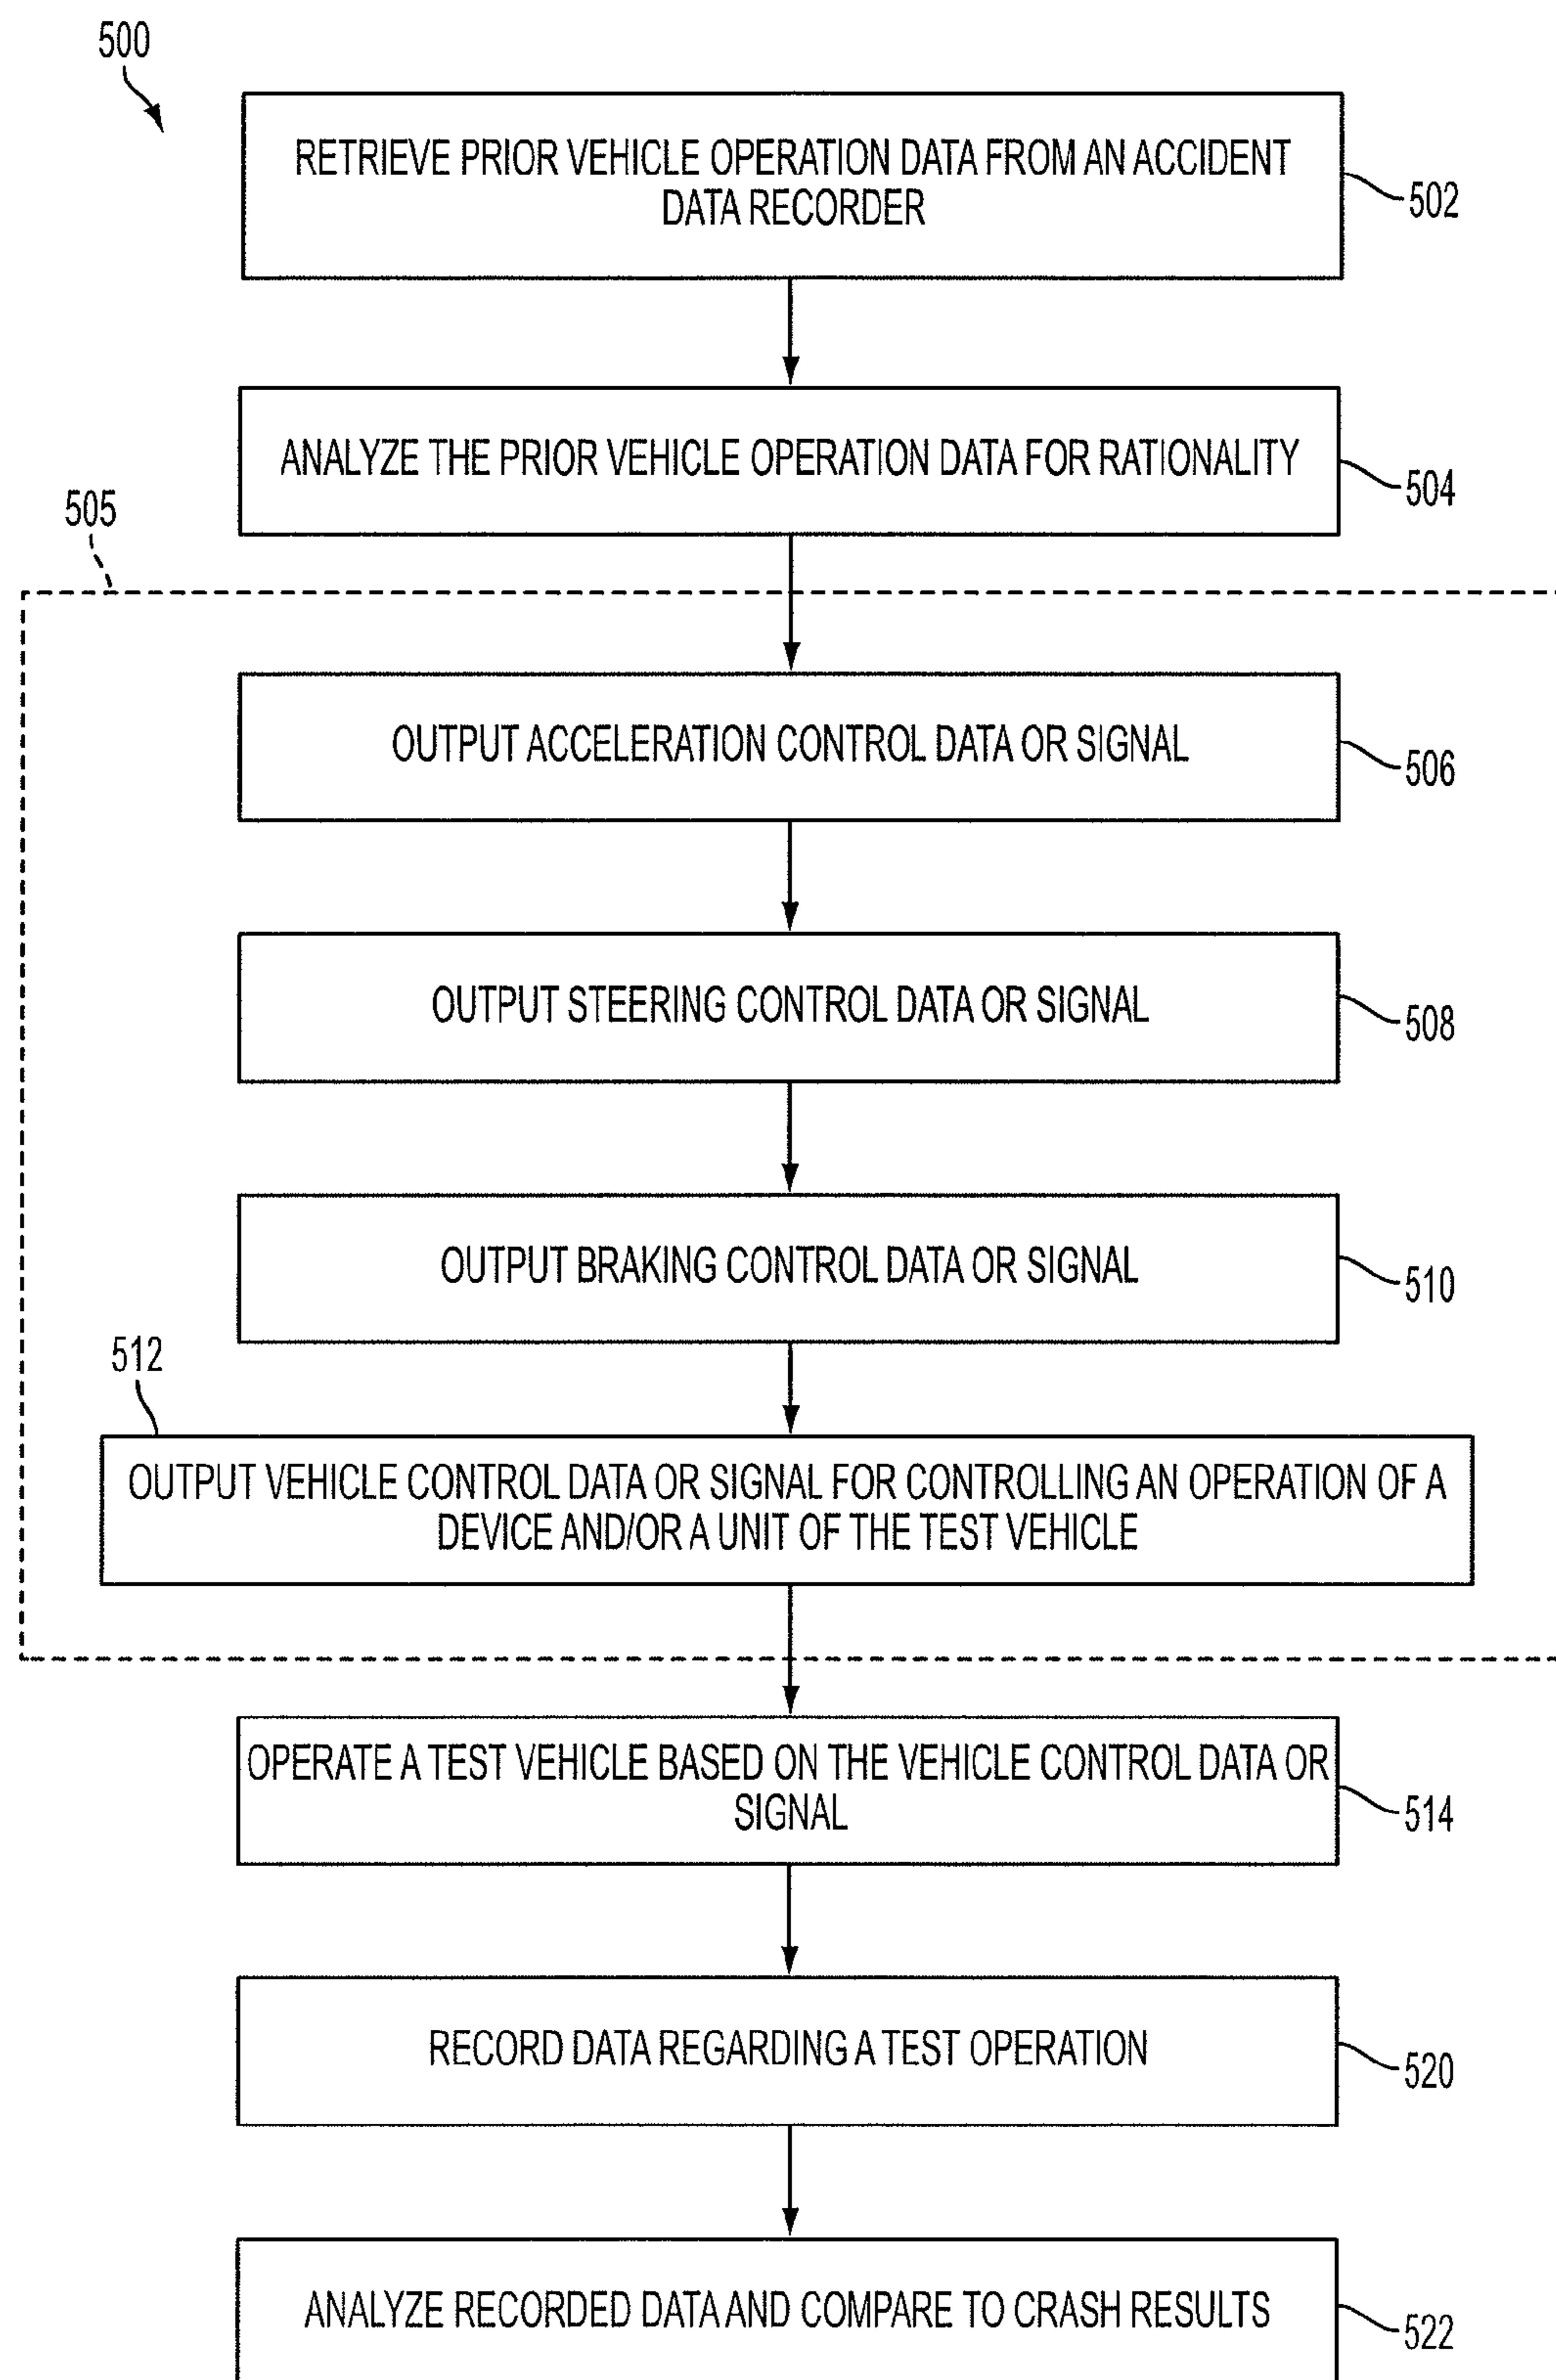 500
RETRIEVE PRIOR VEHICLE OPERATION DATA FROM AN ACCIDENT
DATA RECORDER
502
ANALYZE THE PRIOR VEHICLE OPERATION DATA FOR RATIONALITY
504
505
OUTPUT ACCELERATION CONTROL DATA OR SIGNAL
506
OUTPUT STEERING CONTROL DATA OR SIGNAL
508
OUTPUT BRAKING CONTROL DATA OR SIGNAL
510
512
OUTPUT VEHICLE CONTROL DATA OR SIGNAL FOR CONTROLLING AN OPERATION OF A
DEVICE AND/OR A UNIT OF THE TEST VEHICLE
OPERATE A TEST VEHICLE BASED ON THE VEHICLE CONTROL DATA OR
SIGNAL
514
RECORD DATA REGARDING A TEST OPERATION
520
ANALYZE RECORDED DATA AND COMPARE TO CRASH RESULTS
522